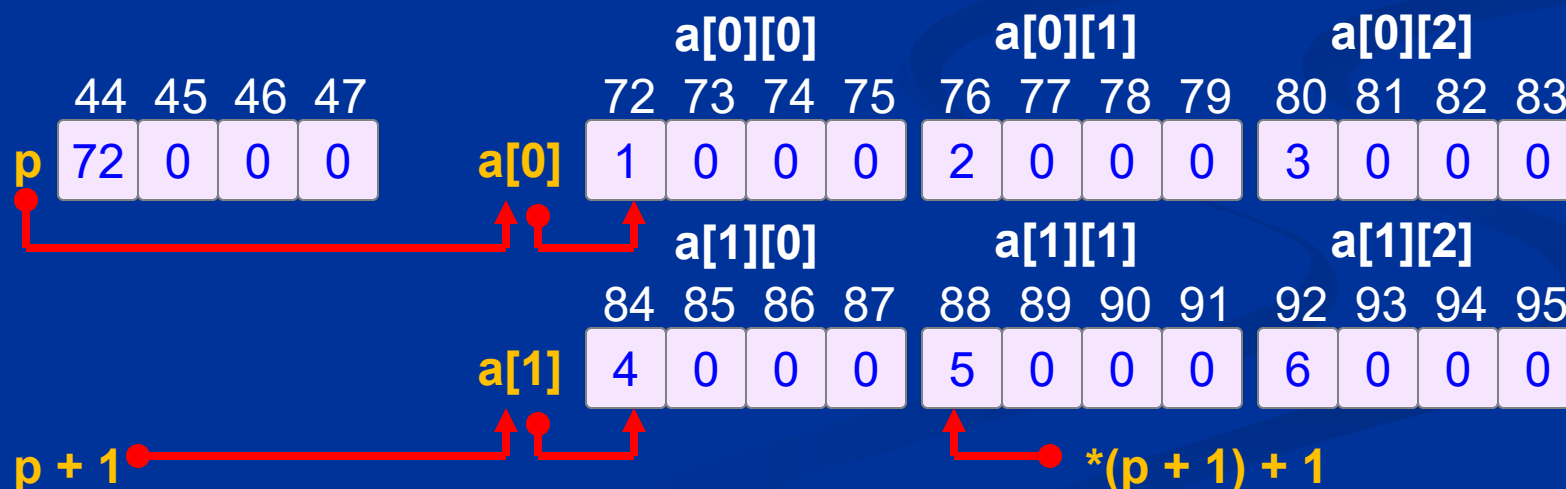 a[0][0] a[0][1] a[0][2]
44 45 46 47 72 73 74 75 76 77 78 79 80 81 82 83
p 72 0 0 0 a[0] 1 0 0 0 2 0 0 0 3 0 0 0
a[1][0] a[1][1] a[1][2]
84 85 86 87 88 89 90 91 92 93 94 95
a[1] 4 0 0 0 5 0 0 0 6 0 0 0
p + 1 *(p + 1) + 1